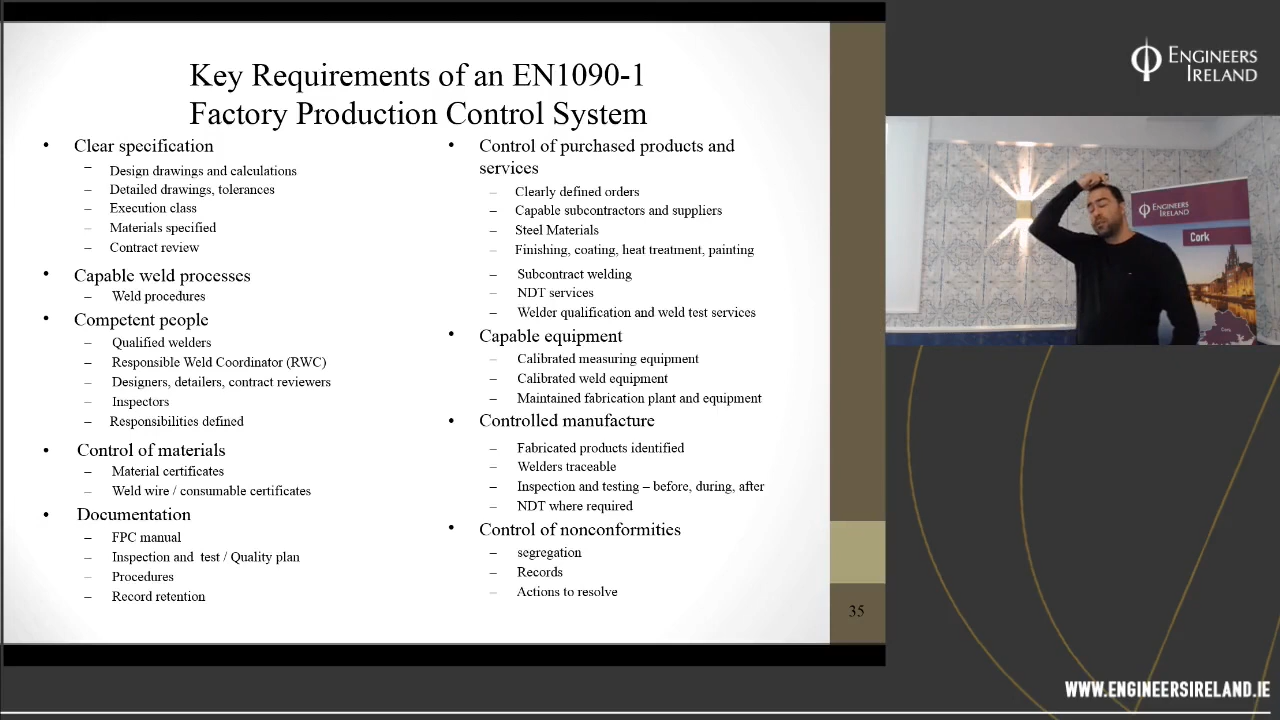 Key Requirements of an EN1090-1
Factory Production Control System
• Clear specification
– Design drawings and calculations
– Detailed drawings, tolerances
– Execution class
– Materials specified
– Contract review
• Capable weld processes
– Weld procedures
• Competent people
– Qualified welders
– Responsible Weld Coordinator (RWC)
– Designers, detailers, contract reviewers
– Inspectors
– Responsibilities defined
• Control of materials
– Material certificates
– Weld wire / consumable certificates
• Documentation
– FPC manual
– Inspection and test / Quality plan
– Procedures
– Record retention
• Control of purchased products and
services
– Clearly defined orders
– Capable subcontractors and suppliers
– Steel Materials
– Finishing, coating, heat treatment, painting
– Subcontract welding
– NDT services
– Welder qualification and weld test services
• Capable equipment
– Calibrated measuring equipment
– Calibrated weld equipment
– Maintained fabrication plant and equipment
• Controlled manufacture
– Fabricated products identified
– Welders traceable
– Inspection and testing – before, during, after
– NDT where required
• Control of nonconformities
– segregation
– Records
– Actions to resolve
35
ENGINEERS
IRELAND
ENGINEERS
IRELAND
Cork
Cork
WWW.ENGINEERSIRELAND.IE